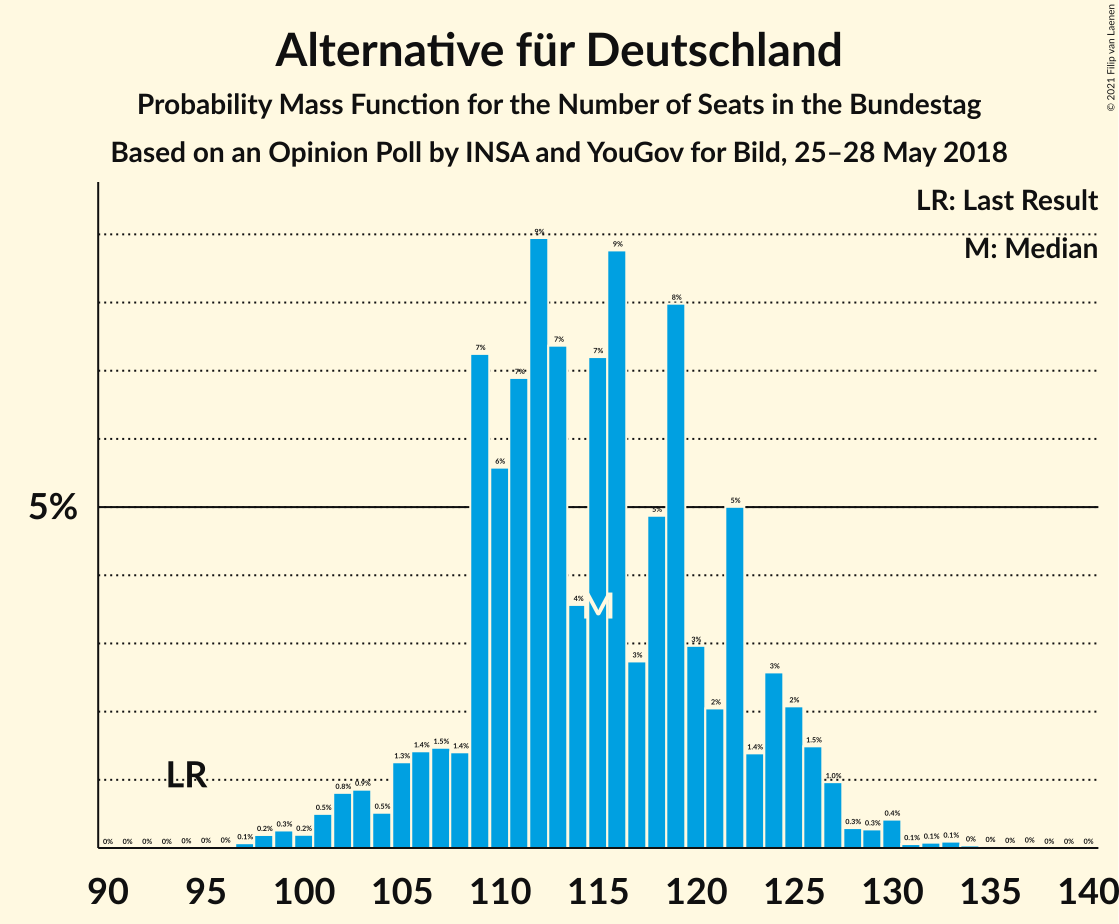 Alternative für Deutschland
Probability Mass Function for the Number of Seats in the Bundestag
Based on an Opinion Poll by INSA and YouGov for Bild, 25–28 May 2018
© 2021 Filip van Laenen
LR: Last Result
M: Median
5%
LR
M
0% 0% 0% 0% 0% 0% 0% 0.1% 0.2% 0.3% 0.2% 0.5% 0.8% 0.9% 0.5% 1.3% 1.4% 1.5% 1.4% 7% 6% 7% 9% 7% 4% 7% 9% 3% 5% 8% 3% 2% 5% 1.4% 3% 2% 1.5% 1.0% 0.3% 0.3% 0.4% 0.1% 0.1% 0.1% 0% 0% 0% 0% 0% 0% 0%
90 95 100 105 110 115 120 125 130 135 140